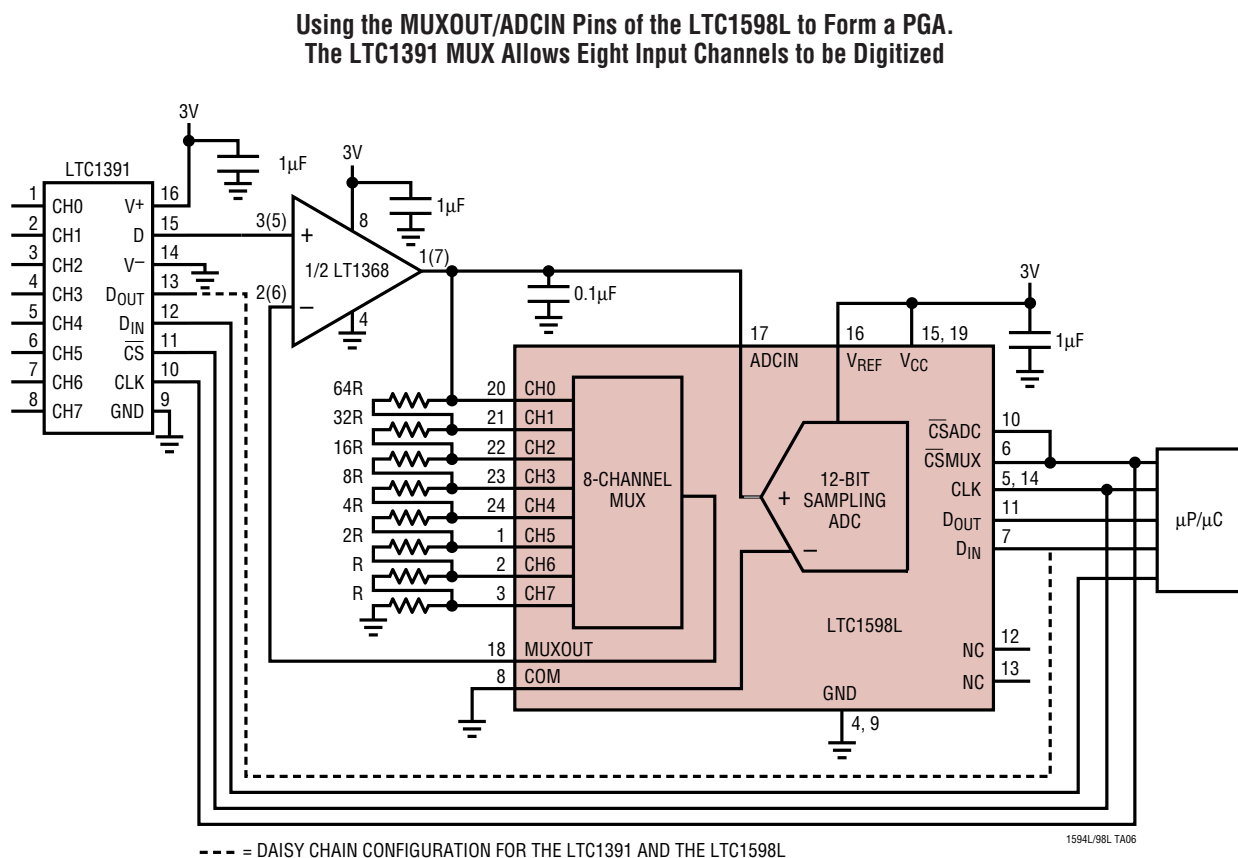 Using the MUXOUT/ADCIN Pins of the LTC1598L to Form a PGA.
The LTC1391 MUX Allows Eight Input Channels to be Digitized
3V
1µF
LTC1391
1 CH0 V+ 16
2 CH1 D 15
3 CH2 V– 14
4 CH3 DOUT 13
5 CH4 DIN 12
6 CH5 CS 11
7 CH6 CLK 10
8 CH7 GND 9
3V
1µF
8
3(5)
+
1/2 LT1368
1(7)
2(6)
–
4
0.1µF
3V
1µF
17
ADCIN
16
VREF
15, 19
VCC
64R
20 CH0
32R
21 CH1
16R
22 CH2
8R
23 CH3
4R
24 CH4
2R
1 CH5
R
2 CH6
R
3 CH7
8-CHANNEL
MUX
+
12-BIT
SAMPLING
ADC
–
10
CSADC
6
CSMUX
5, 14
CLK
11
DOUT
7
DIN
µP/µC
LTC1598L
18 MUXOUT
8 COM
12
NC
13
NC
GND
4, 9
1594L/98L TA06
= DAISY CHAIN CONFIGURATION FOR THE LTC1391 AND THE LTC1598L